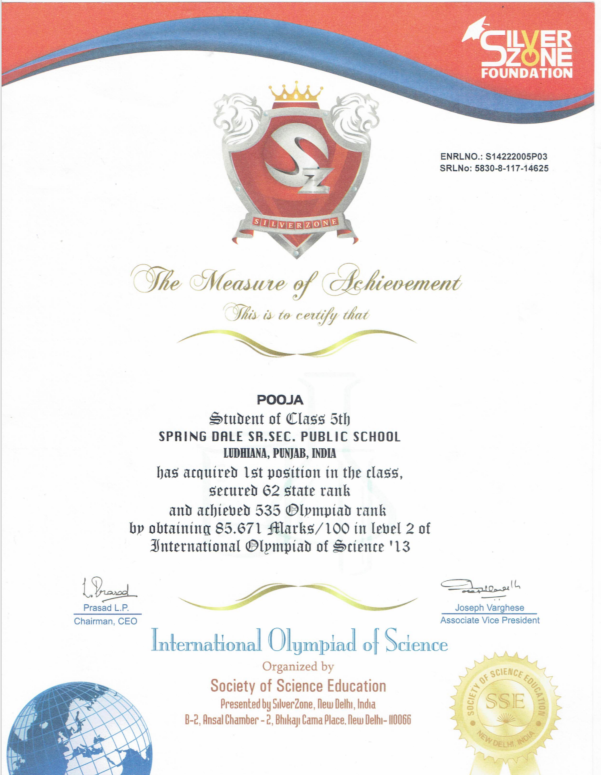 SILVER
ZONE
FOUNDATION
ENRLNO.: S14222005P03
SRLNo: 5830-8-117-14625
SZ
SILVERZONE
The Measure of Achievement
This is to certify that
POOJA
Student of Class 5th
SPRING DALE SR.SEC. PUBLIC SCHOOL
LUDHIANA, PUNJAB, INDIA
has acquired 1st position in the class,
secured 62 state rank
and achieved 535 Olympiad rank
by obtaining 85.671 Marks/100 in level 2 of
International Olympiad of Science '13
Prasad L.P.
Chairman, CEO
Joseph Varghese
Associate Vice President
International Olympiad of Science
Organized by
Society of Science Education
Presented by SilverZone, New Delhi, India
B-2, Ansal Chamber - 2, Bhikaji Cama Place, New Delhi- 110066
SOCIETY OF SCIENCE EDUCATION
SSE
NEW DELHI, INDIA